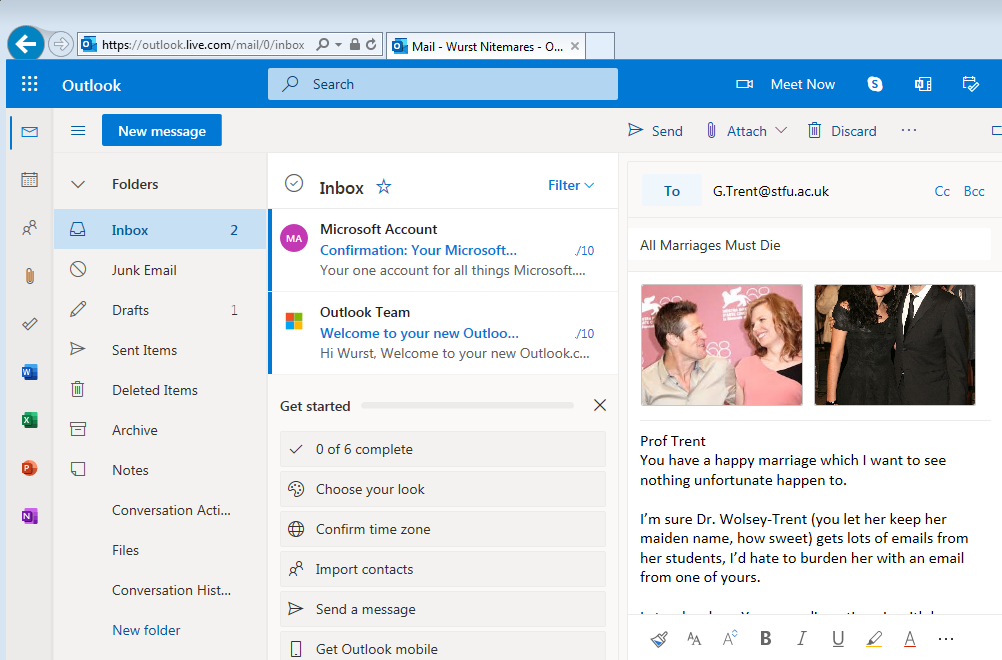 https://outlook.live.com/mail/0/inbox
Mail - Wurst Nitemares - O...
Outlook
Search
Meet Now
New message
Send
Attach
Discard
Folders
Inbox 2
Junk Email
Drafts 1
Sent Items
Deleted Items
Archive
Notes
Conversation Acti...
Files
Conversation Hist...
New folder
Inbox
Filter
MA
Microsoft Account
Confirmation: Your Microsoft... /10
Your one account for all things Microsoft....
Outlook Team
Welcome to your new Outloo... /10
Hi Wurst, Welcome to your new Outlook.c...
Get started
0 of 6 complete
Choose your look
Confirm time zone
Import contacts
Send a message
Get Outlook mobile
To G.Trent@stfu.ac.uk Cc Bcc
All Marriages Must Die
68
68
Prof Trent
You have a happy marriage which I want to see
nothing unfortunate happen to.
I’m sure Dr. Wolsey-Trent (you let her keep her
maiden name, how sweet) gets lots of emails from
her students, I’d hate to burden her with an email
from one of yours.